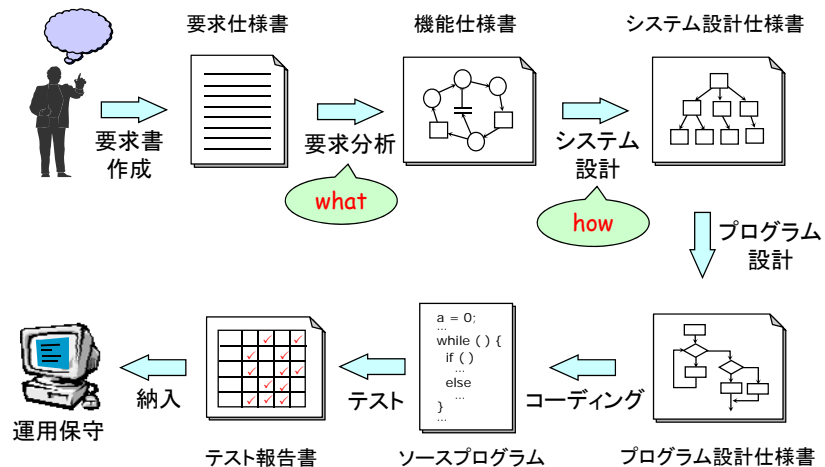 要求仕様書
機能仕様書
システム設計仕様書
要求書
作成
要求分析
システム
設計
what
how
プログラム
設計
a = 0;
...
while () {
if ()
...
else
...
}
...
納入
テスト
コーディング
運用保守
テスト報告書
ソースプログラム
プログラム設計仕様書